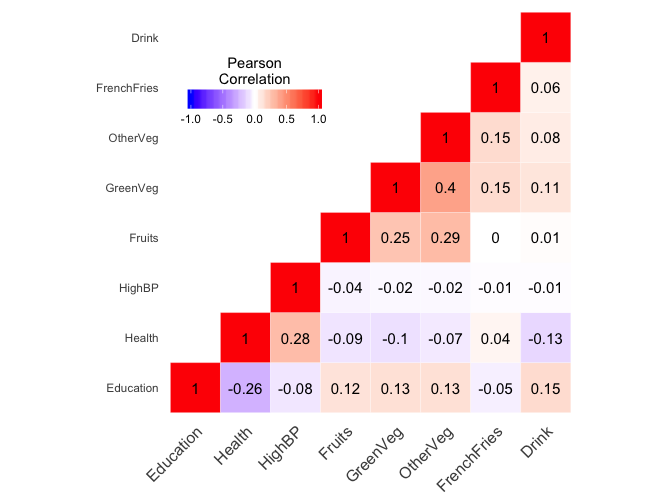 Drink
1
Pearson
Correlation
FrenchFries
1
0.06
-1.0 -0.5 0.0 0.5 1.0
OtherVeg
1
0.15
0.08
GreenVeg
1
0.4
0.15
0.11
Fruits
1
0.25
0.29
0
0.01
HighBP
1
-0.04
-0.02
-0.02
-0.01
-0.01
Health
1
0.28
-0.09
-0.1
-0.07
0.04
-0.13
Education
1
-0.26
-0.08
0.12
0.13
0.13
-0.05
0.15
Education
Health
HighBP
Fruits
GreenVeg
OtherVeg
FrenchFries
Drink